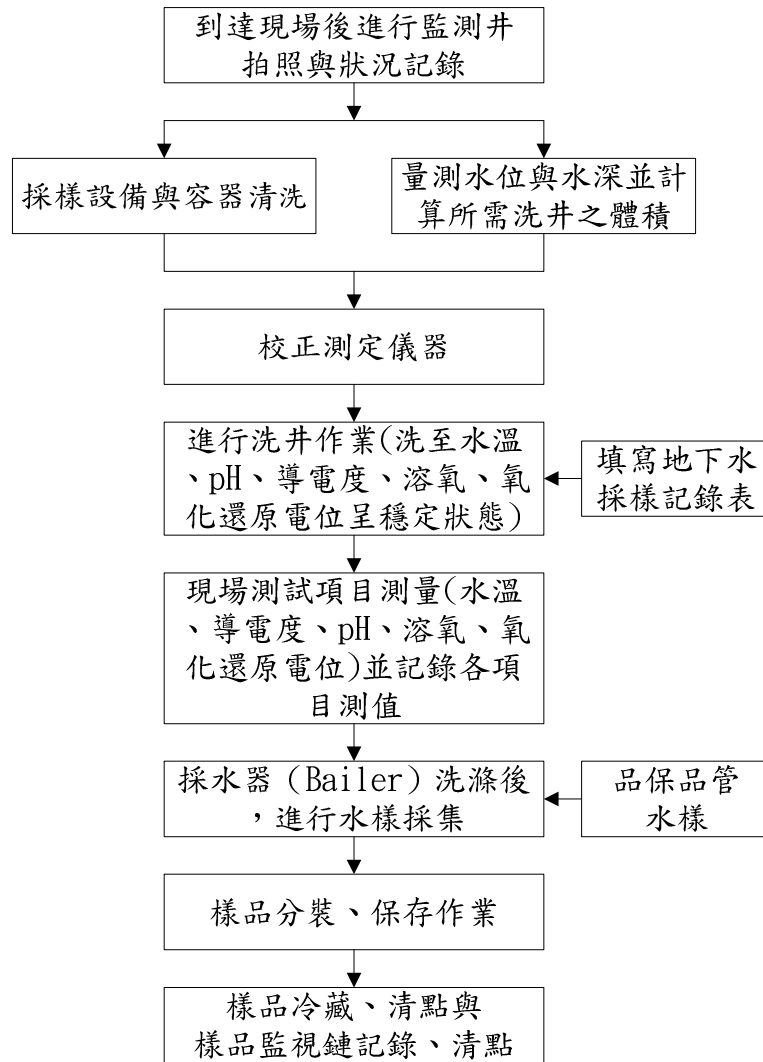 到達現場後進行監測井
拍照與狀況記錄
採樣設備與容器清洗
量測水位與水深並計
算所需洗井之體積
校正測定儀器
進行洗井作業(洗至水溫
、pH、導電度、溶氧、氧
化還原電位呈穩定狀態)
填寫地下水
採樣記錄表
現場測試項目測量(水溫
、導電度、pH、溶氧、氧
化還原電位)並記錄各項
目測值
採水器（Bailer）洗滌後
，進行水樣採集
品保品管
水樣
樣品分裝、保存作業
樣品冷藏、清點與
樣品監視鏈記錄、清點